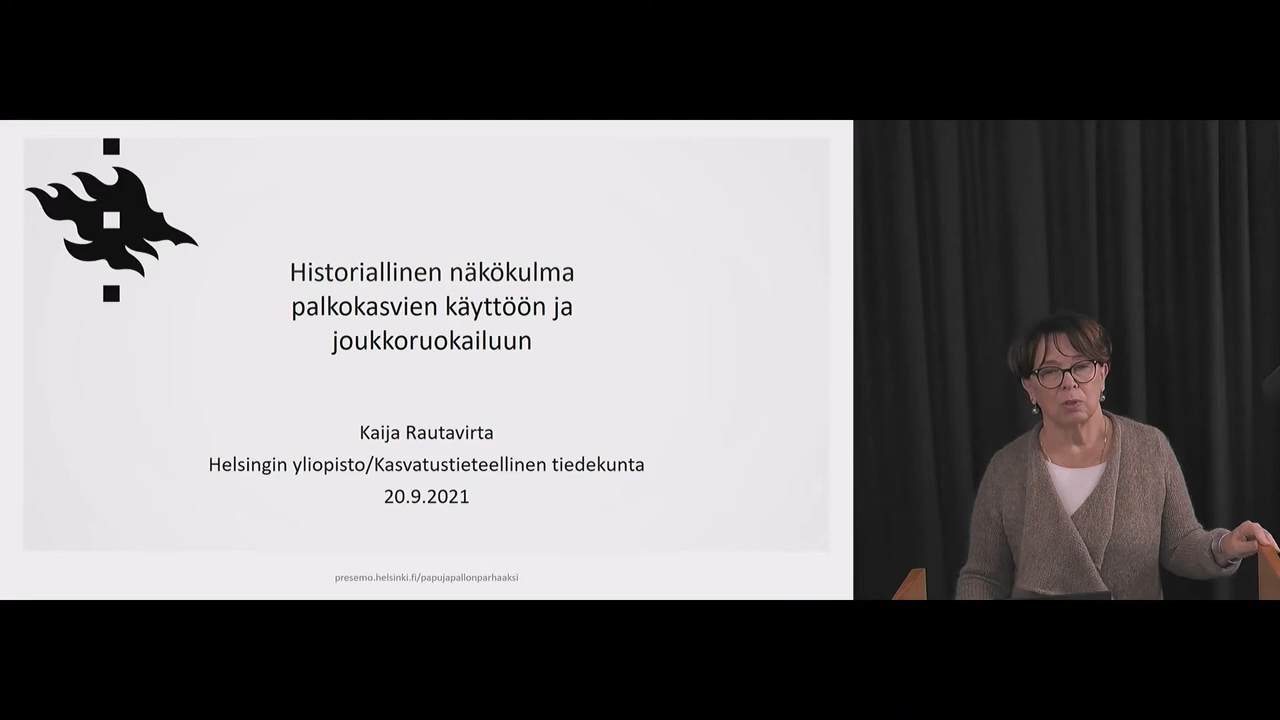 Historiallinen näkökulma
palkokasvien käyttöön ja
joukkoruokailuun
Kaija Rautavirta
Helsingin yliopisto/Kasvatustieteellinen tiedekunta
20.9.2021
presemo.helsinki.fi/papujapallonparhaaksi